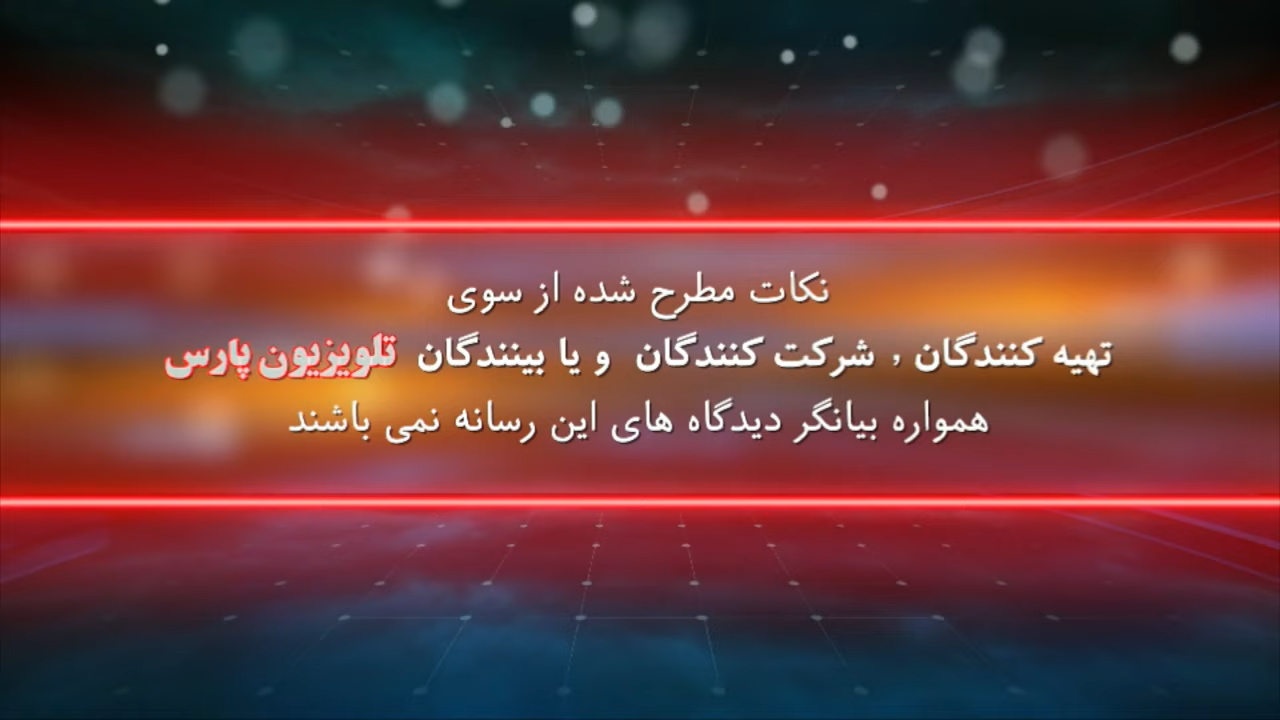 نکات مطرح شده از سوی
تهیه کنندگان , شرکت کنندگان و یا بینندگان تلویزیون پارس
همواره بیانگر دیدگاه های این رسانه نمی باشند